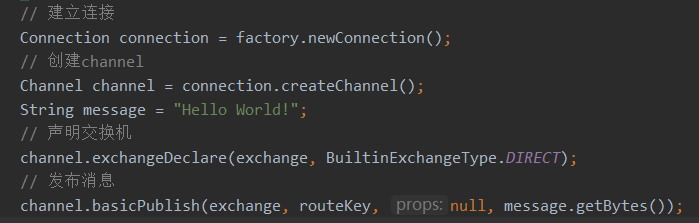 // 建立连接
Connection connection = factory.newConnection();
// 创建channel
Channel channel = connection.createChannel();
String message = "Hello World!";
// 声明交换机
channel.exchangeDeclare(exchange, BuiltinExchangeType.DIRECT);
// 发布消息
channel.basicPublish(exchange, routeKey, props: null, message.getBytes());